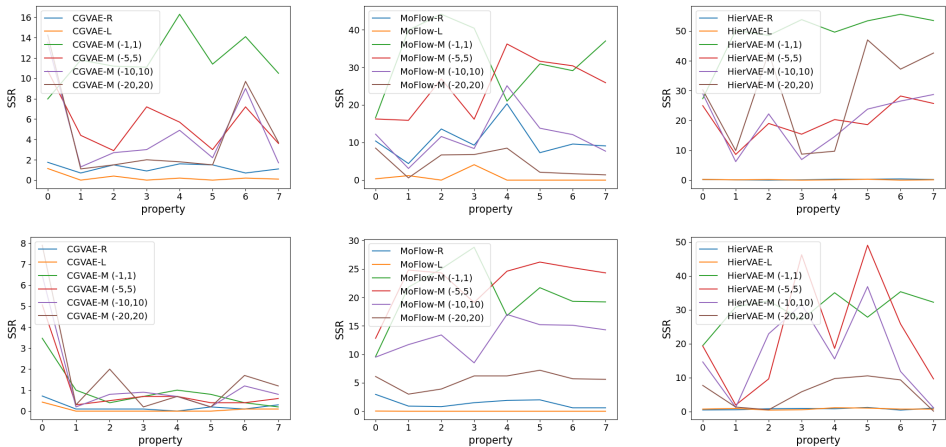 CGVAE-R
CGVAE-L
CGVAE-M (-1,1)
CGVAE-M (-5,5)
CGVAE-M (-10,10)
CGVAE-M (-20,20)
16
14
12
10
8
6
4
2
0
SSR
0 1 2 3 4 5 6 7
property
MoFlow-R
MoFlow-L
MoFlow-M (-1,1)
MoFlow-M (-5,5)
MoFlow-M (-10,10)
MoFlow-M (-20,20)
40
30
20
10
0
SSR
0 1 2 3 4 5 6 7
property
HierVAE-R
HierVAE-L
HierVAE-M (-1,1)
HierVAE-M (-5,5)
HierVAE-M (-10,10)
HierVAE-M (-20,20)
50
40
30
20
10
0
SSR
0 1 2 3 4 5 6 7
property
CGVAE-R
CGVAE-L
CGVAE-M (-1,1)
CGVAE-M (-5,5)
CGVAE-M (-10,10)
CGVAE-M (-20,20)
8
7
6
5
4
3
2
1
0
SSR
0 1 2 3 4 5 6 7
property
MoFlow-R
MoFlow-L
MoFlow-M (-1,1)
MoFlow-M (-5,5)
MoFlow-M (-10,10)
MoFlow-M (-20,20)
30
25
20
15
10
5
0
SSR
0 1 2 3 4 5 6 7
property
HierVAE-R
HierVAE-L
HierVAE-M (-1,1)
HierVAE-M (-5,5)
HierVAE-M (-10,10)
HierVAE-M (-20,20)
50
40
30
20
10
0
SSR
0 1 2 3 4 5 6 7
property